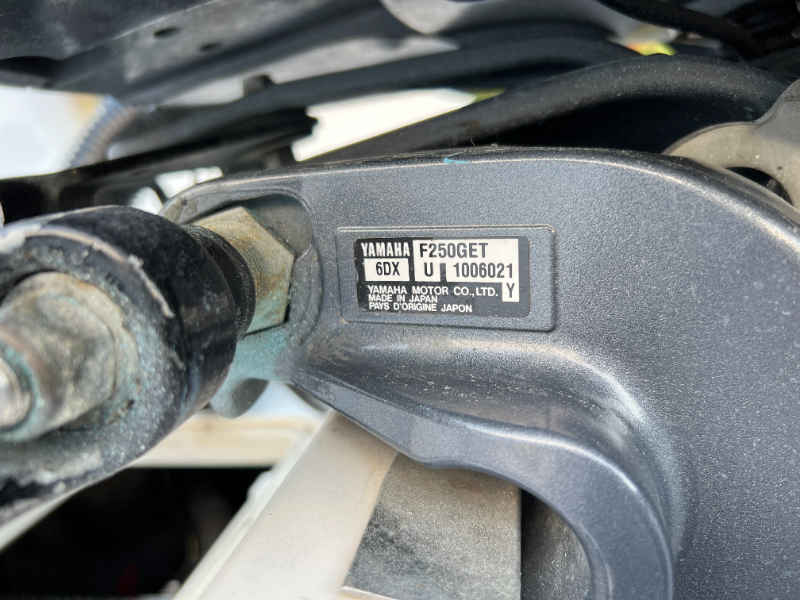 YAMAHA F250GET
6DX U 1006021
YAMAHA MOTOR CO.,LTD. Y
MADE IN JAPAN
PAYS D'ORIGINE JAPON